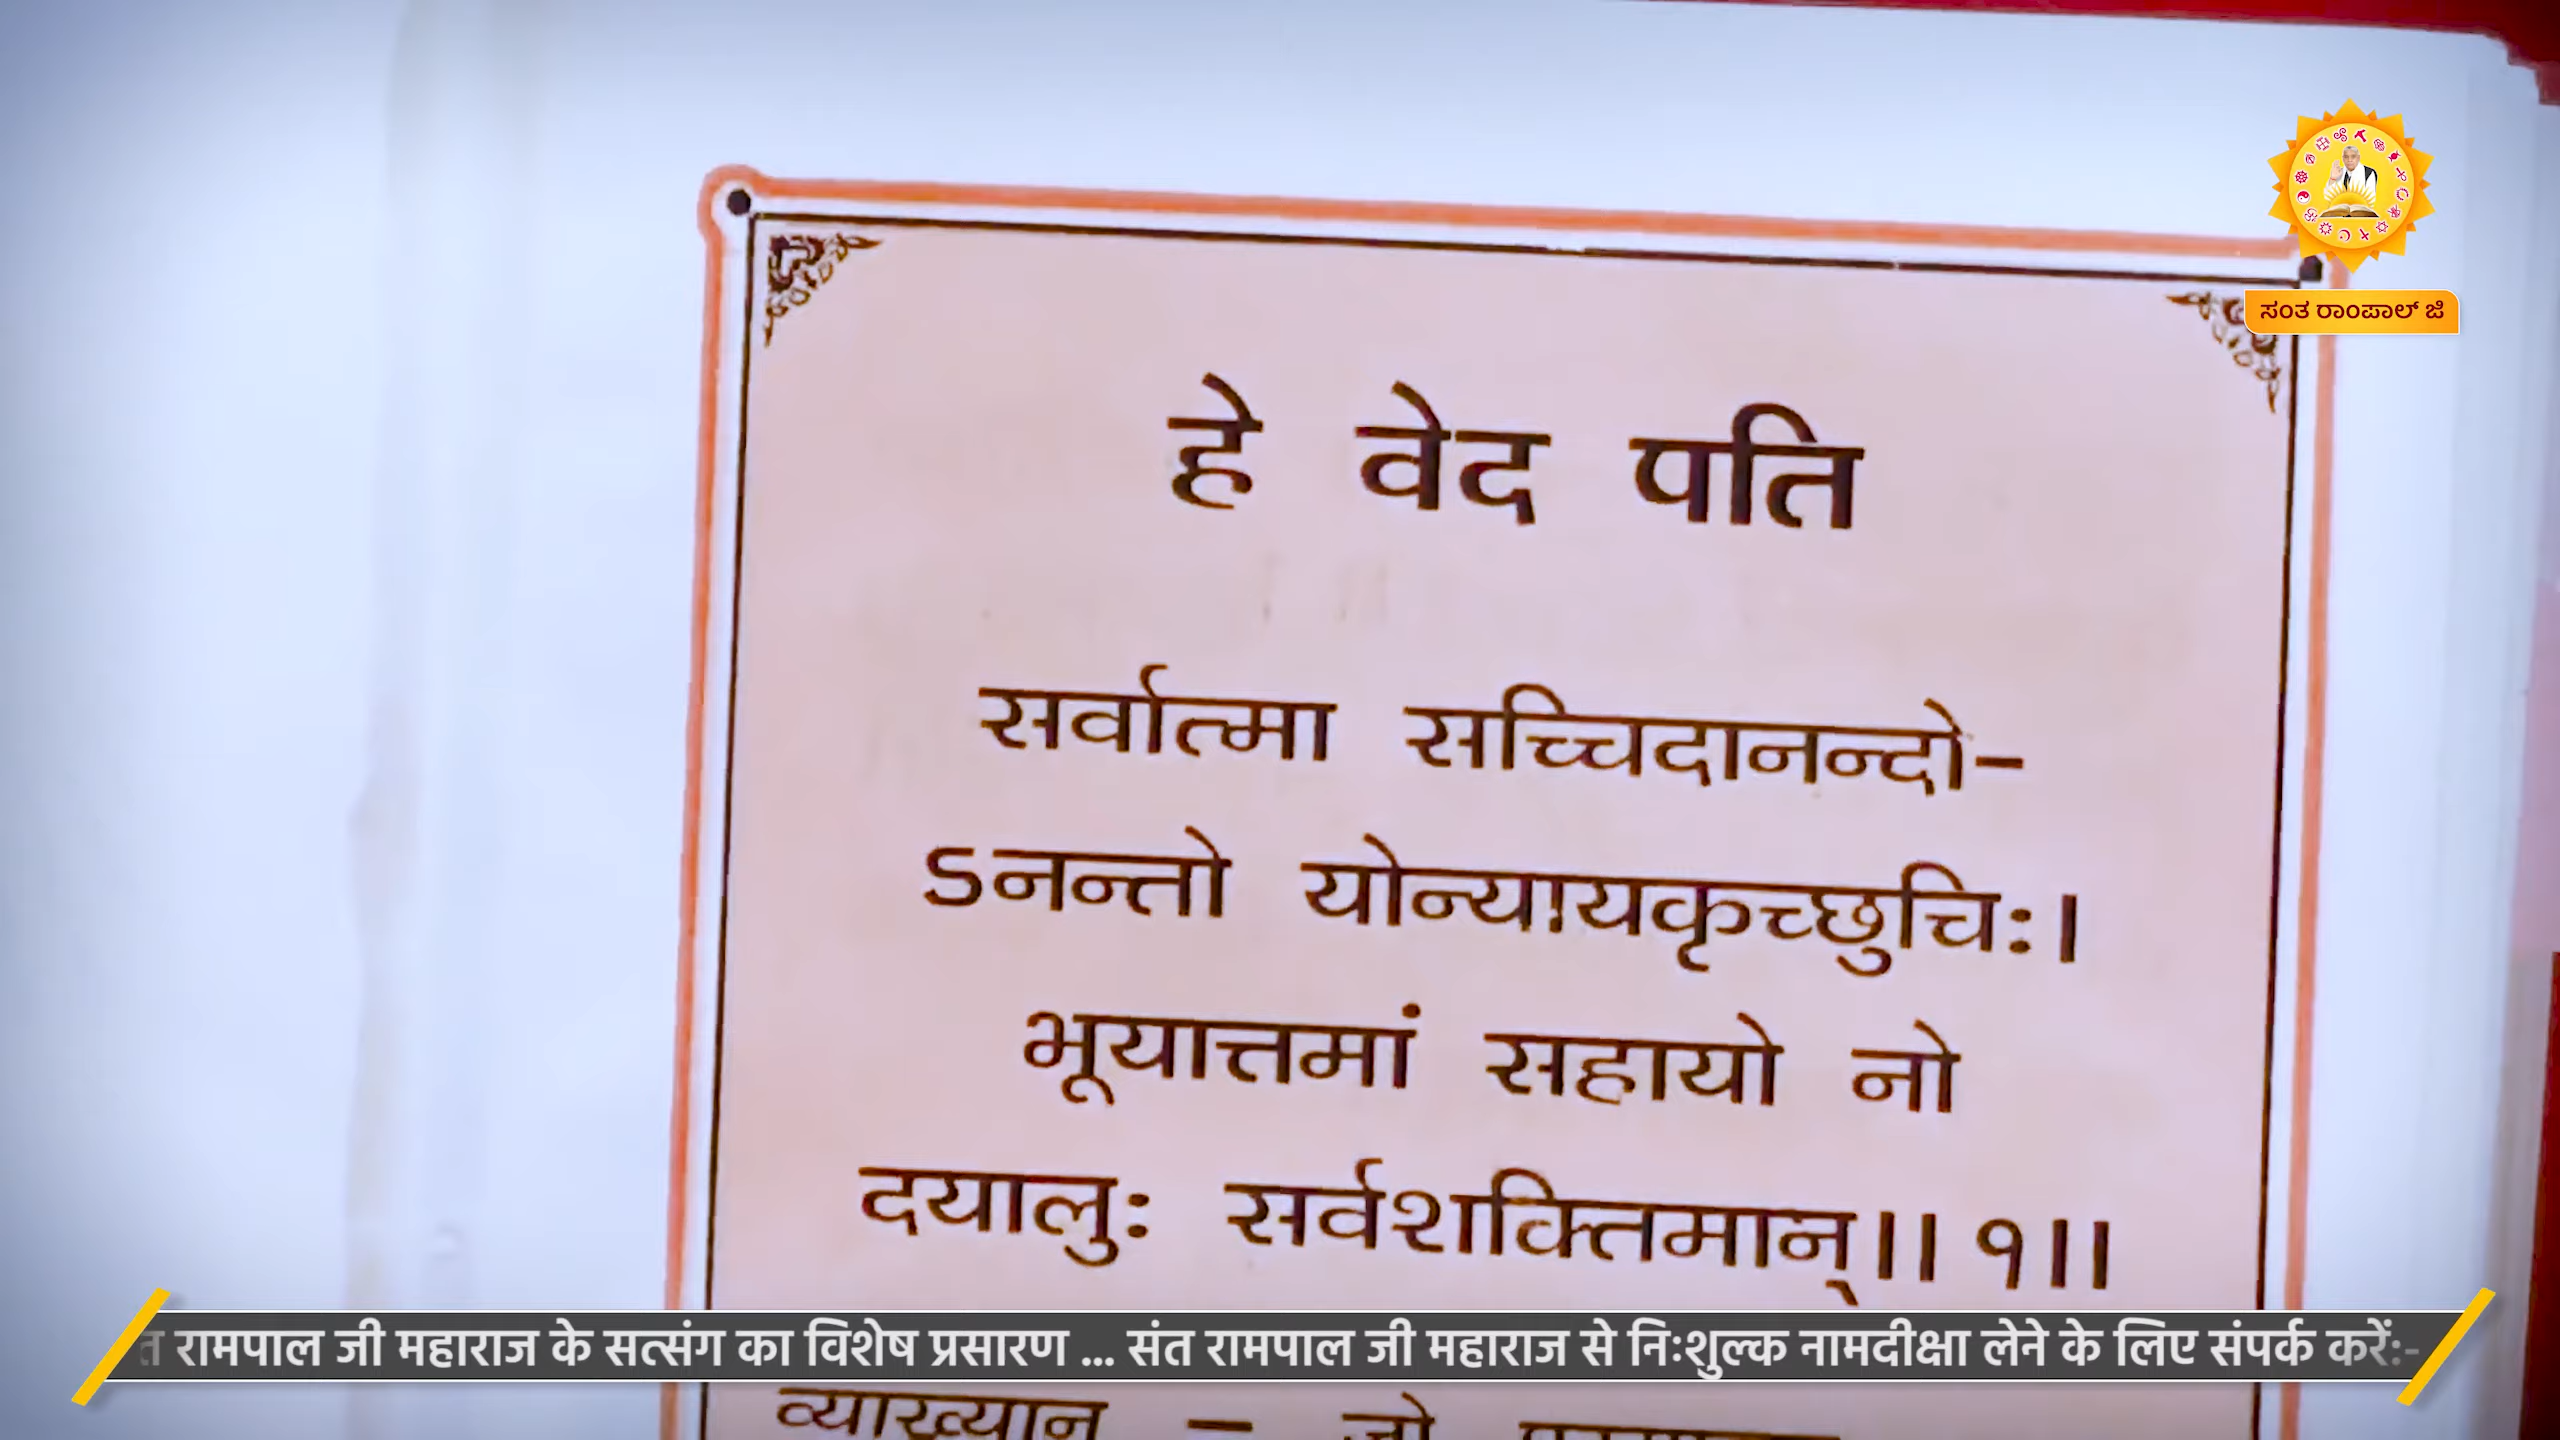 ಸಂತ ರಾಂಪಾಲ್ ಜಿ
हे वेद पति
सर्वात्मा सच्चिदानन्दो-
ऽनन्तो योन्यायकृच्छुचिः।
भूयात्तमां सहायो नो
दयालुः सर्वशक्तिमान्।। १।।
रामपाल जी महाराज के सत्संग का विशेष प्रसारण ... संत रामपाल जी महाराज से निःशुल्क नामदीक्षा लेने के लिए संपर्क करें:-
व्याख्यान - जो